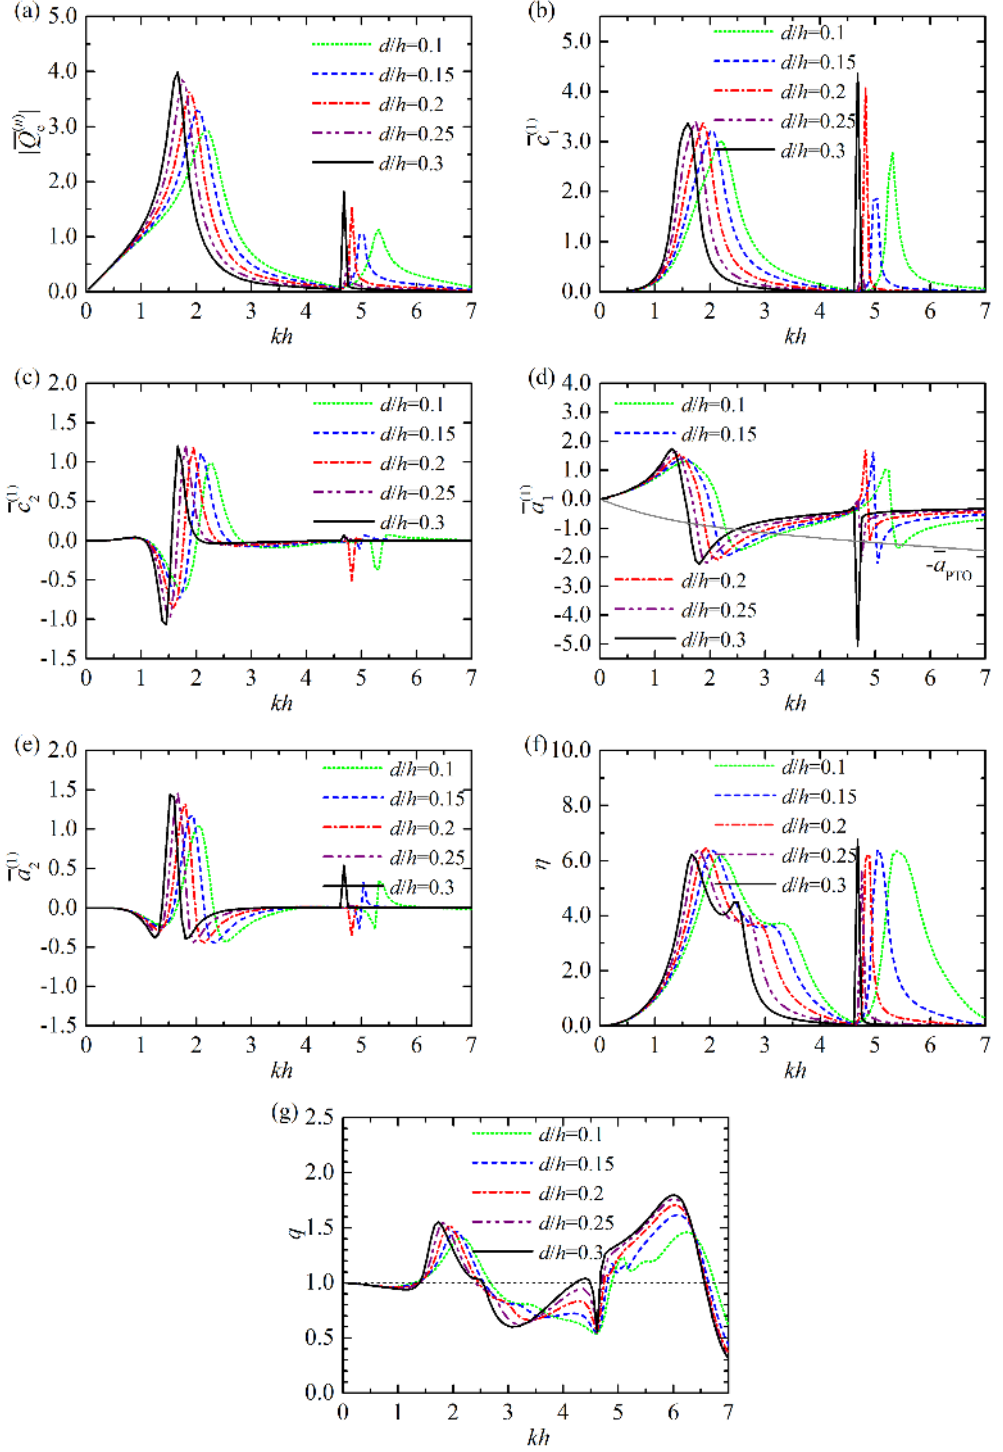 (a)
5.0
4.0
3.0
2.0
1.0
0.0
|Q̅ₑ⁽ⁿ⁾|
d/h=0.1
d/h=0.15
d/h=0.2
d/h=0.25
d/h=0.3
0 1 2 3 4 5 6 7
kh
(b)
5.0
4.0
3.0
2.0
1.0
0.0
c̅₁⁽¹⁾
d/h=0.1
d/h=0.15
d/h=0.2
d/h=0.25
d/h=0.3
0 1 2 3 4 5 6 7
kh
(c)
2.0
1.5
1.0
0.5
0.0
-0.5
-1.0
-1.5
c̅₂⁽¹⁾
d/h=0.1
d/h=0.15
d/h=0.2
d/h=0.25
d/h=0.3
0 1 2 3 4 5 6 7
kh
(d)
4.0
3.0
2.0
1.0
0.0
-1.0
-2.0
-3.0
-4.0
-5.0
a̅₁⁽¹⁾
d/h=0.1
d/h=0.15
-a̅PTO
d/h=0.2
d/h=0.25
d/h=0.3
0 1 2 3 4 5 6 7
kh
(e)
2.0
1.5
1.0
0.5
0.0
-0.5
-1.0
-1.5
a̅₂⁽¹⁾
d/h=0.1
d/h=0.15
d/h=0.2
d/h=0.25
d/h=0.3
0 1 2 3 4 5 6 7
kh
(f)
10.0
8.0
6.0
4.0
2.0
0.0
η
d/h=0.1
d/h=0.15
d/h=0.2
d/h=0.25
d/h=0.3
0 1 2 3 4 5 6 7
kh
(g)
2.5
2.0
1.5
1.0
0.5
0.0
q
d/h=0.1
d/h=0.15
d/h=0.2
d/h=0.25
d/h=0.3
0 1 2 3 4 5 6 7
kh